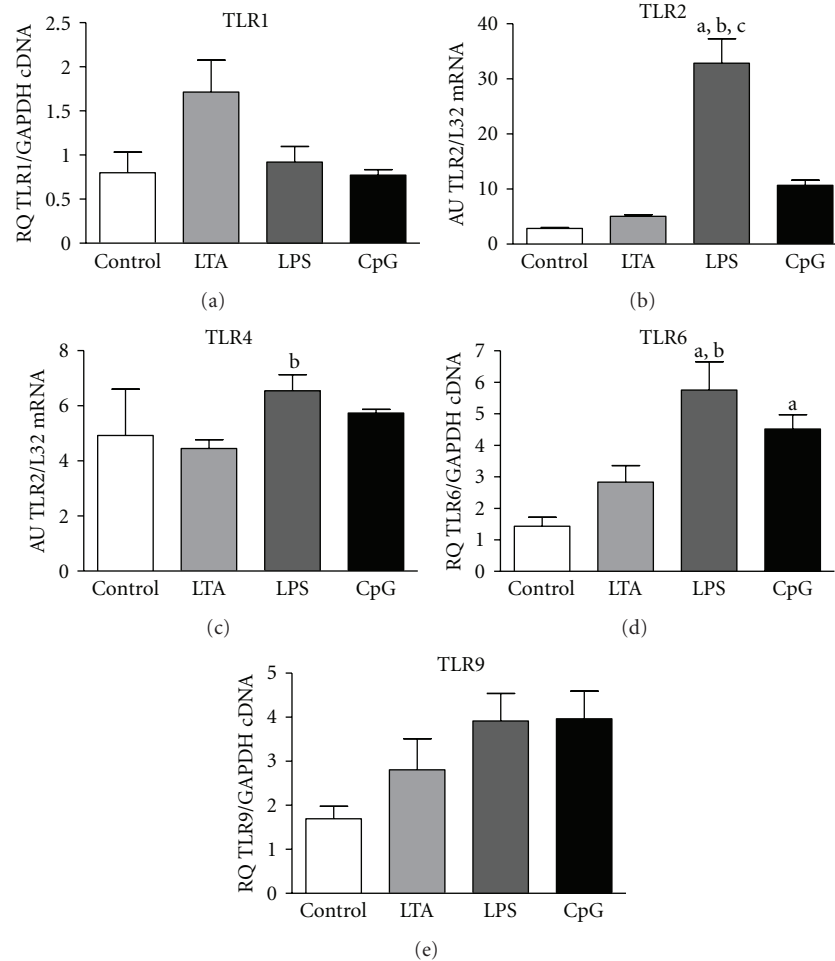 TLR1
RQ TLR1/GAPDH cDNA
2.5
2
1.5
1
0.5
0
Control LTA LPS CpG
(a)
TLR2
AU TLR2/L32 mRNA
a, b, c
40
30
20
10
0
Control LTA LPS CpG
(b)
TLR4
AU TLR2/L32 mRNA
b
8
6
4
2
0
Control LTA LPS CpG
(c)
TLR6
RQ TLR6/GAPDH cDNA
a, b
a
7
6
5
4
3
2
1
0
Control LTA LPS CpG
(d)
TLR9
RQ TLR9/GAPDH cDNA
5
4
3
2
1
0
Control LTA LPS CpG
(e)